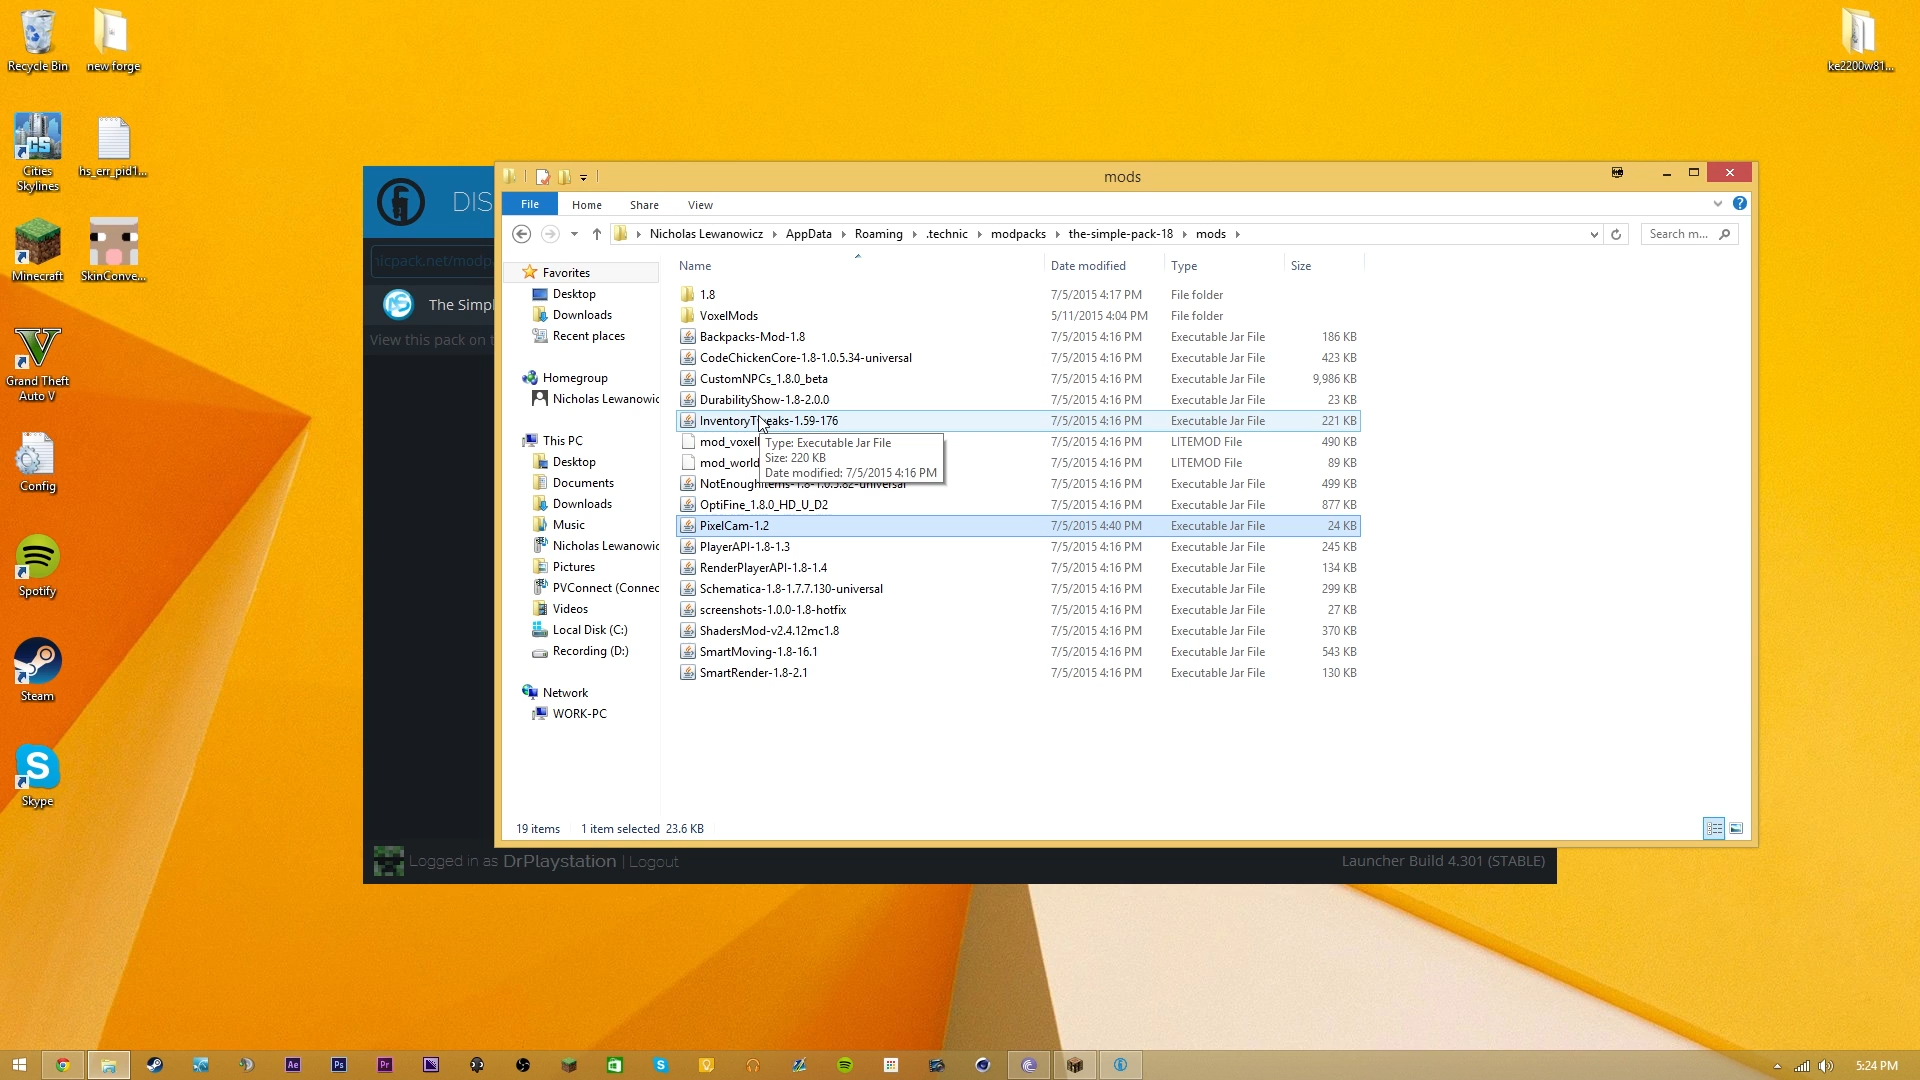 Recycle Bin
new forge
ke2200w81...
Cities
Skylines
hs_err_pid1...
Minecraft
SkinConve...
Grand Theft
Auto V
Config
Spotify
Steam
Skype
DIS
icpack.net/modp
The Simpl
View this pack on t
Logged in as DrPlaystation | Logout
Launcher Build 4.301 (STABLE)
mods
File Home Share View
Nicholas Lewanowicz AppData Roaming .technic modpacks the-simple-pack-18 mods
Search m...
Favorites
Desktop
Downloads
Recent places
Homegroup
Nicholas Lewanowic
This PC
Desktop
Documents
Downloads
Music
Nicholas Lewanowic
Pictures
PVConnect (Connec
Videos
Local Disk (C:)
Recording (D:)
Network
WORK-PC
Name Date modified Type Size
1.8 7/5/2015 4:17 PM File folder
VoxelMods 5/11/2015 4:04 PM File folder
Backpacks-Mod-1.8 7/5/2015 4:16 PM Executable Jar File 186 KB
CodeChickenCore-1.8-1.0.5.34-universal 7/5/2015 4:16 PM Executable Jar File 423 KB
CustomNPCs_1.8.0_beta 7/5/2015 4:16 PM Executable Jar File 9,986 KB
DurabilityShow-1.8-2.0.0 7/5/2015 4:16 PM Executable Jar File 23 KB
InventoryTweaks-1.59-176 7/5/2015 4:16 PM Executable Jar File 221 KB
mod_voxel 7/5/2015 4:16 PM LITEMOD File 490 KB
mod_world 7/5/2015 4:16 PM LITEMOD File 89 KB
Type: Executable Jar File
Size: 220 KB
Date modified: 7/5/2015 4:16 PM
NotEnoughItems-1.8-1.0.5.82-universal 7/5/2015 4:16 PM Executable Jar File 499 KB
OptiFine_1.8.0_HD_U_D2 7/5/2015 4:16 PM Executable Jar File 877 KB
PixelCam-1.2 7/5/2015 4:40 PM Executable Jar File 24 KB
PlayerAPI-1.8-1.3 7/5/2015 4:16 PM Executable Jar File 245 KB
RenderPlayerAPI-1.8-1.4 7/5/2015 4:16 PM Executable Jar File 134 KB
Schematica-1.8-1.7.7.130-universal 7/5/2015 4:16 PM Executable Jar File 299 KB
screenshots-1.0.0-1.8-hotfix 7/5/2015 4:16 PM Executable Jar File 27 KB
ShadersMod-v2.4.12mc1.8 7/5/2015 4:16 PM Executable Jar File 370 KB
SmartMoving-1.8-16.1 7/5/2015 4:16 PM Executable Jar File 543 KB
SmartRender-1.8-2.1 7/5/2015 4:16 PM Executable Jar File 130 KB
19 items 1 item selected 23.6 KB
Ae Ps Pr
5:24 PM